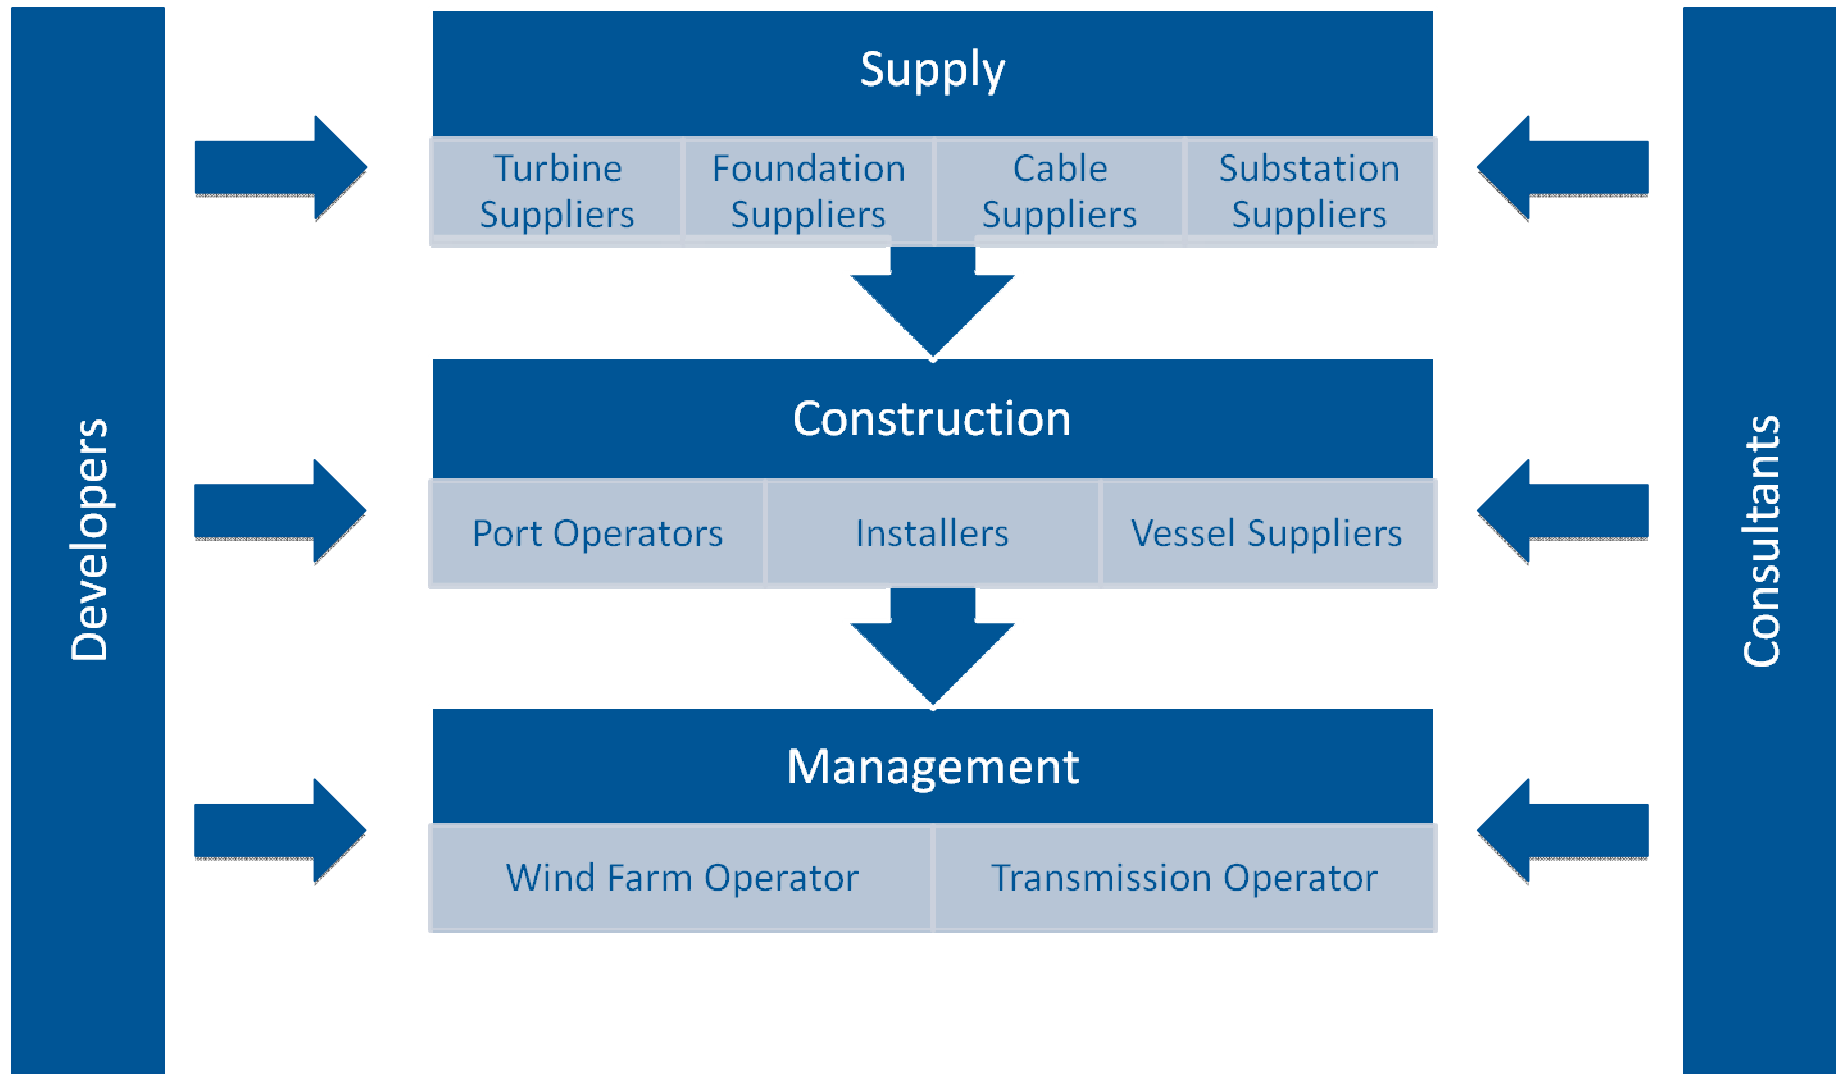 Developers
Supply
Turbine
Suppliers
Foundation
Suppliers
Cable
Suppliers
Substation
Suppliers
Construction
Port Operators
Installers
Vessel Suppliers
Management
Wind Farm Operator
Transmission Operator
Consultants